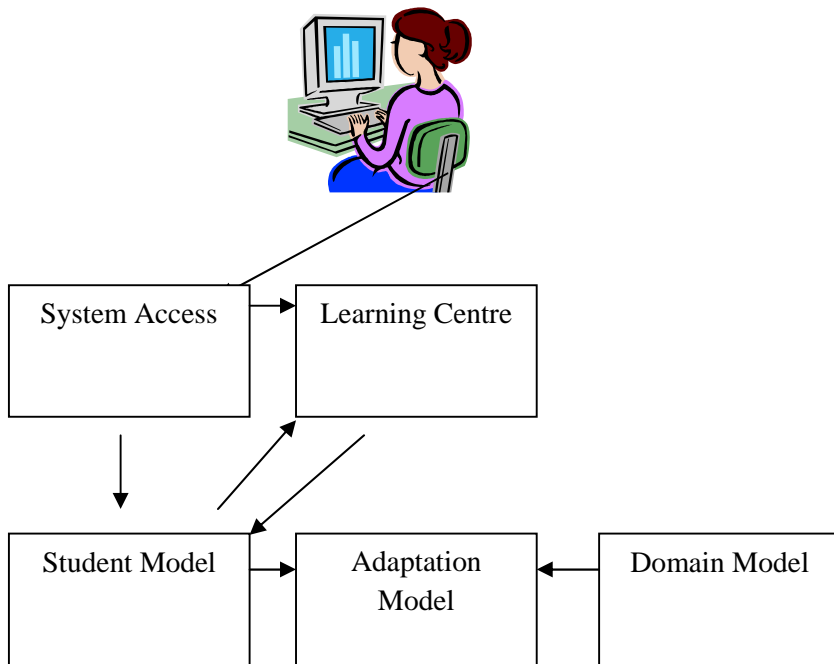 System Access
Learning Centre
Student Model
Adaptation
Model
Domain Model